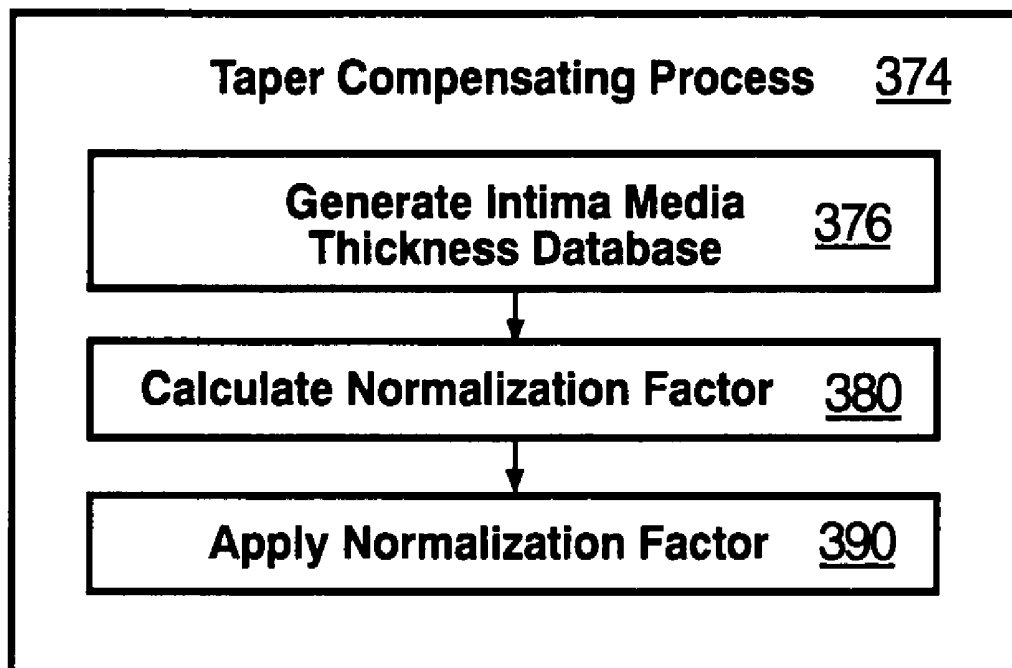 Taper Compensating Process 374
Generate Intima Media
Thickness Database 376
Calculate Normalization Factor 380
Apply Normalization Factor 390